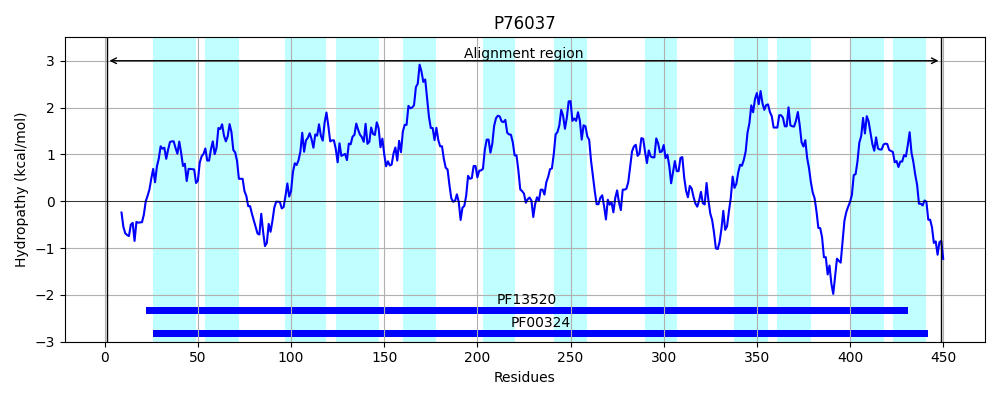 P76037
Hydropathy (kcal/mol)
3
2
1
0
−1
−2
−3
Alignment region
PF13520
PF00324
0 50 100 150 200 250 300 350 400 450
Residues